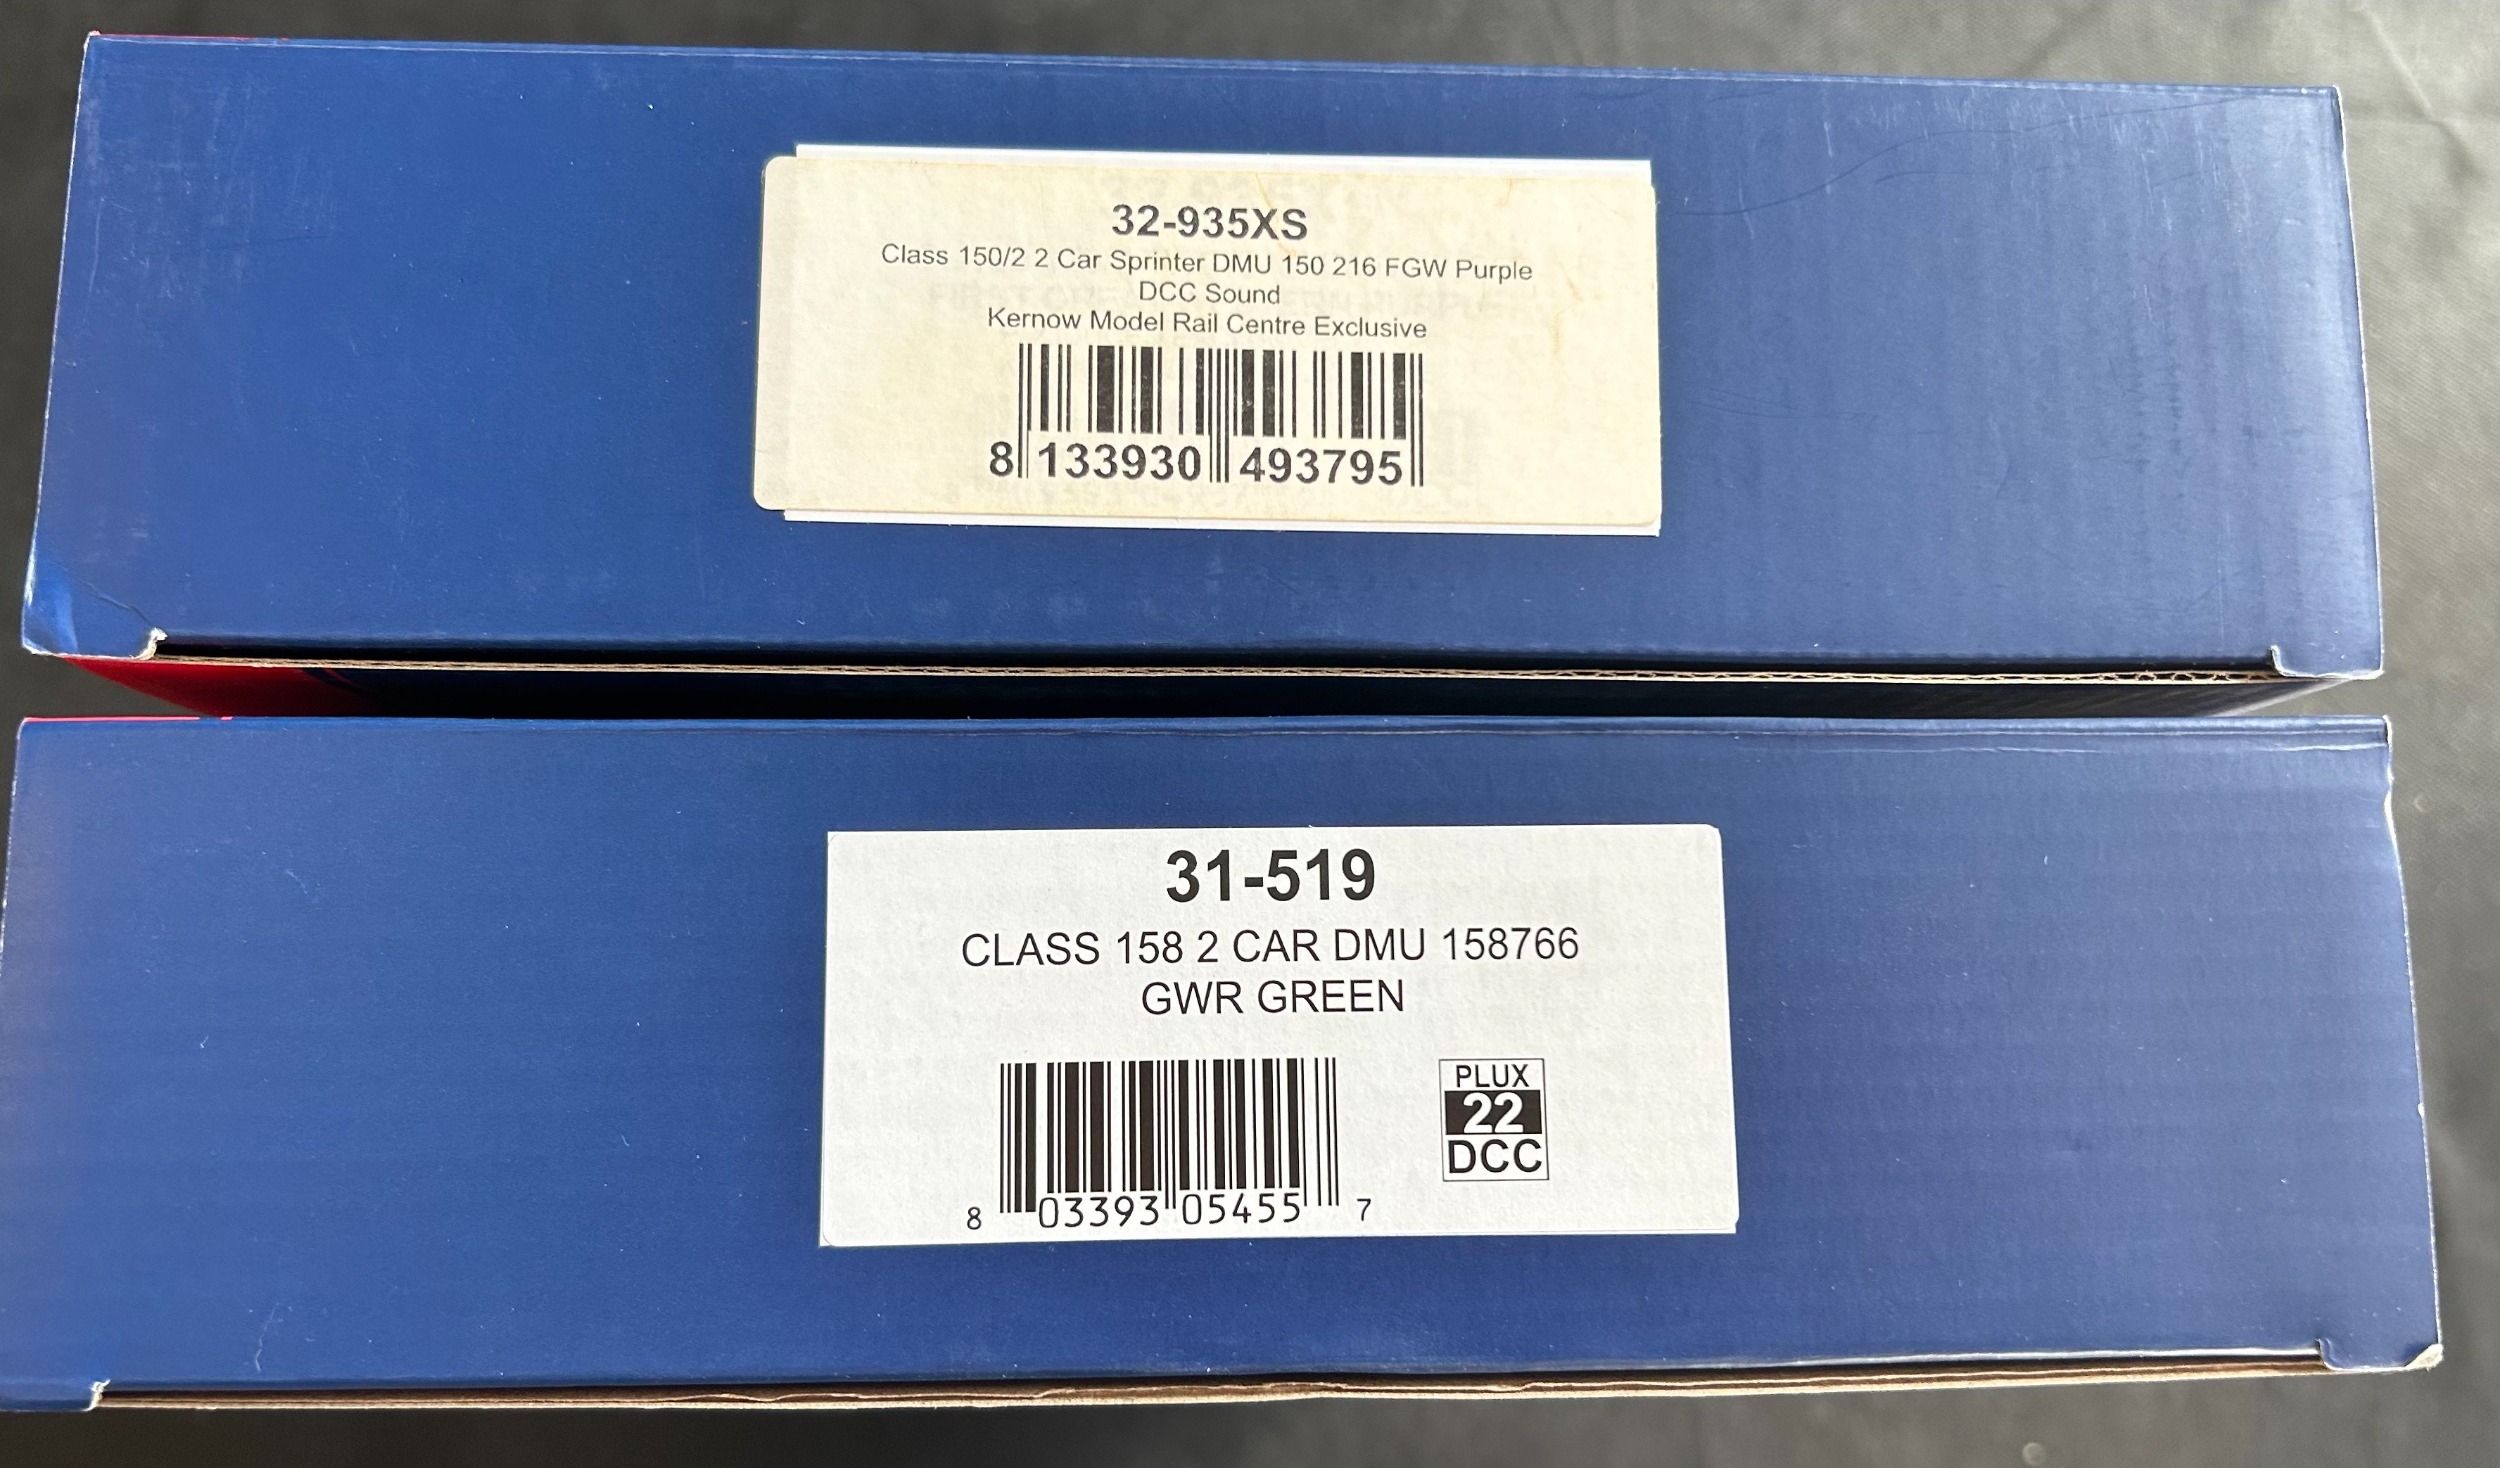 32-935XS
Class 150/2 2 Car Sprinter DMU 150 216 FGW Purple
DCC Sound
Kernow Model Rail Centre Exclusive
8 133930 493795
31-519
CLASS 158 2 CAR DMU 158766
GWR GREEN
PLUX
22
DCC
8 03393 05455 7